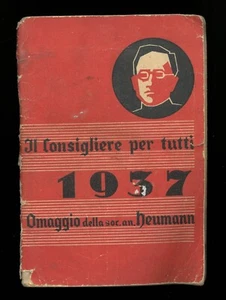 Il Consigliere per tutti
1937
Omaggio della soc. an. Heumann